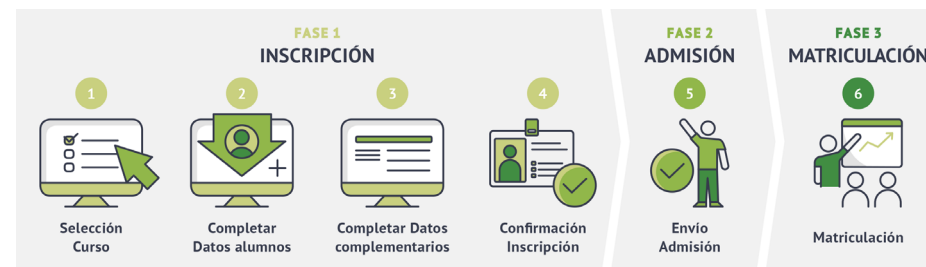 FASE 1
INSCRIPCIÓN
1
2
3
4
Selección
Curso
Completar
Datos alumnos
Completar Datos
complementarios
Confirmación
Inscripción
FASE 2
ADMISIÓN
5
Envío
Admisión
FASE 3
MATRICULACIÓN
6
Matriculación